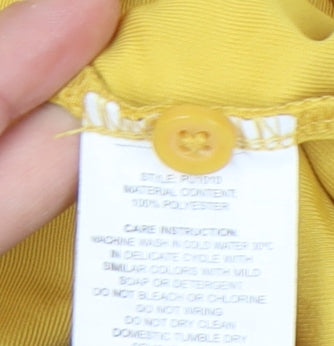 STYLE:
MATERIAL CONTENT:
100% POLYESTER
CARE INSTRUCTION:
MACHINE WASH IN COLD WATER 30°C
IN DELICATE CYCLE WITH
SIMILAR COLORS WITH MILD
SOAP OR DETERGENT
DO NOT BLEACH OR CHLORINE
DO NOT WRING
DO NOT DRY CLEAN
DOMESTIC TUMBLE DRY